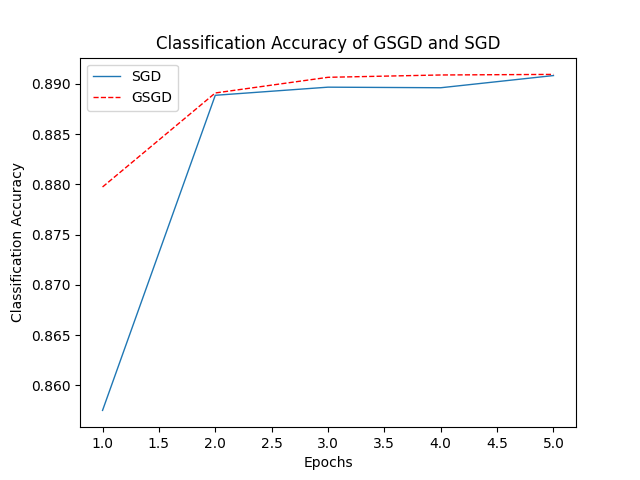 Classification Accuracy of GSGD and SGD
SGD
GSGD
0.890
0.885
0.880
0.875
0.870
0.865
0.860
Classification Accuracy
1.0 1.5 2.0 2.5 3.0 3.5 4.0 4.5 5.0
Epochs